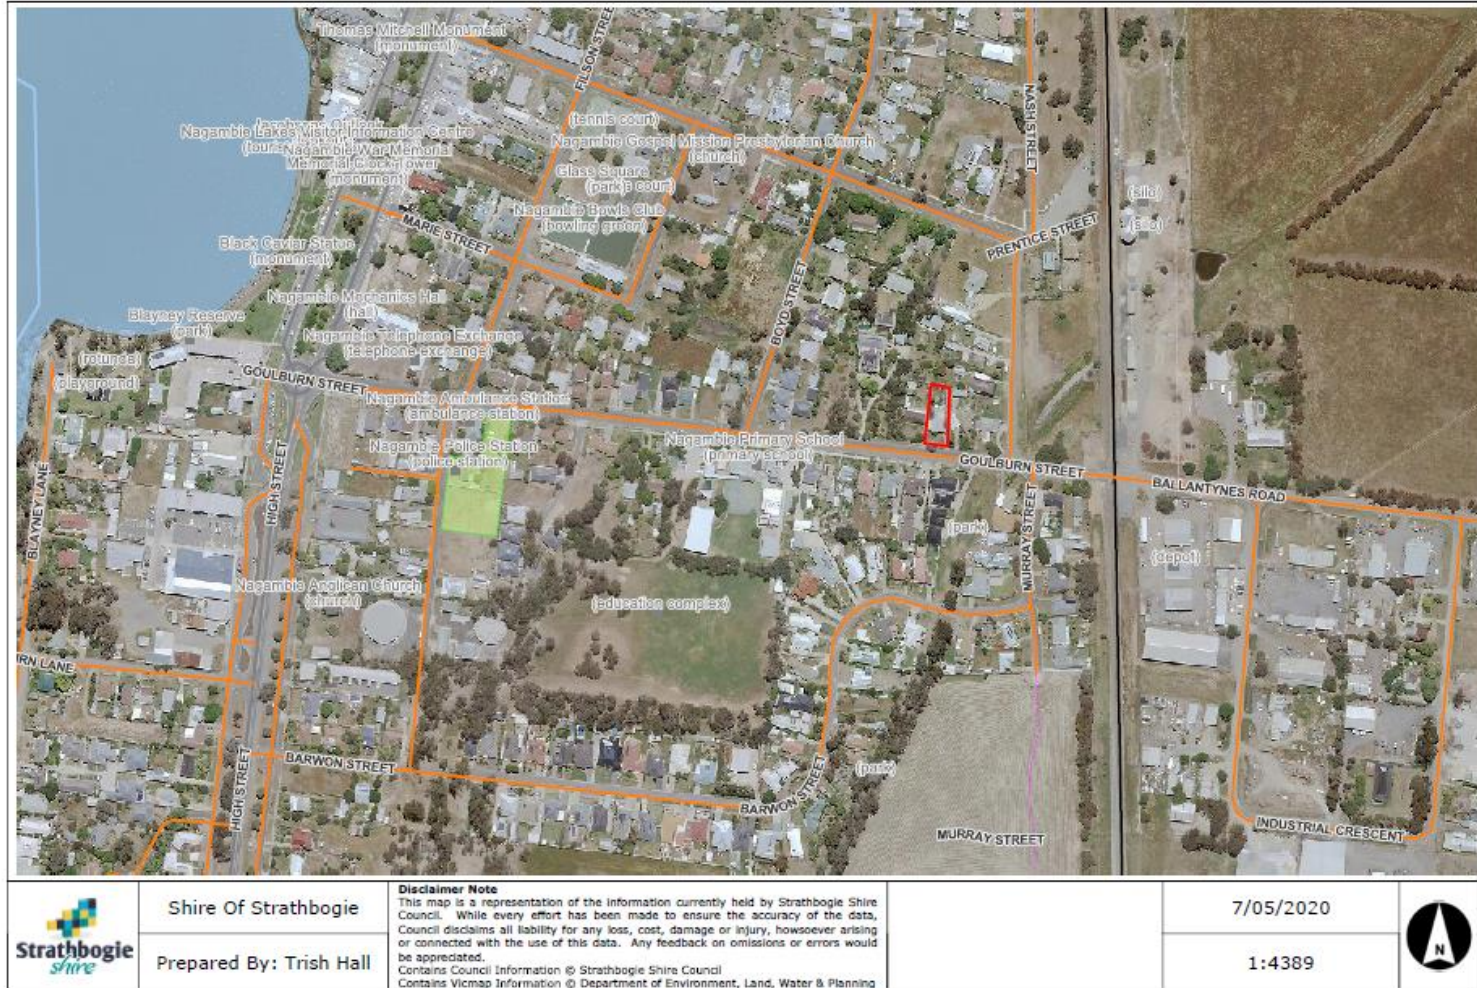 Thomas Mitchell Monument
(monument)
FILSON STREET
(tennis court)
NASH STREET
Nagambie Lakes Visitor Information Centre
Nagambie War Memorial
Memorial Clock Tower
(monument)
Nagambie Gospel Mission Presbyterian Church
(church)
Glass Square
(park)
court)
Nagambie Bowls Club
(bowling green)
(silo)
(silo)
MARIE STREET
PRENTICE STREET
Black Caviar Statue
(monument)
BOYD STREET
Nagambie Mechanics Hall
(hall)
Blayney Reserve
(park)
Nagambie Telephone Exchange
(telephone exchange)
(rotunda)
(playground)
GOULBURN STREET
Nagambie Ambulance Station
(ambulance station)
Nagambie Police Station
(police station)
Nagambie Primary School
(primary school)
GOULBURN STREET
BALLANTYNES ROAD
BLAYNEY LANE
HIGH STREET
(park)
MURRAY STREET
(depot)
Nagambie Anglican Church
(church)
(education complex)
IRN LANE
HIGH STREET
BARWON STREET
BARWON STREET
(park)
MURRAY STREET
INDUSTRIAL CRESCENT
Strathbogie
shire
Shire Of Strathbogie
Prepared By: Trish Hall
Disclaimer Note
This map is a representation of the information currently held by Strathbogie Shire
Council. While every effort has been made to ensure the accuracy of the data,
Council disclaims all liability for any loss, cost, damage or injury, howsoever arising
or connected with the use of this data. Any feedback on omissions or errors would
be appreciated.
Contains Council Information © Strathbogie Shire Council
Contains Vicmap Information © Department of Environment, Land, Water & Planning
7/05/2020
1:4389
N